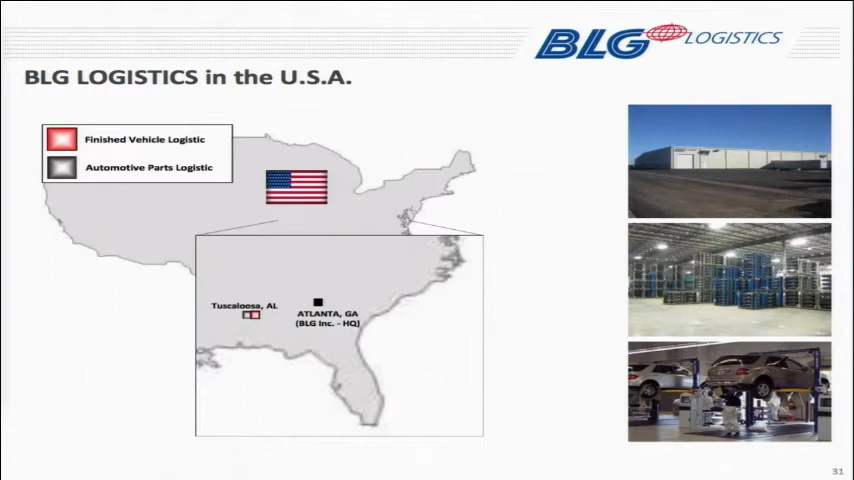 BLG LOGISTICS
BLG LOGISTICS in the U.S.A.
Finished Vehicle Logistic
Automotive Parts Logistic
Tuscaloosa, AL
ATLANTA, GA
(BLG Inc. - HQ)
31